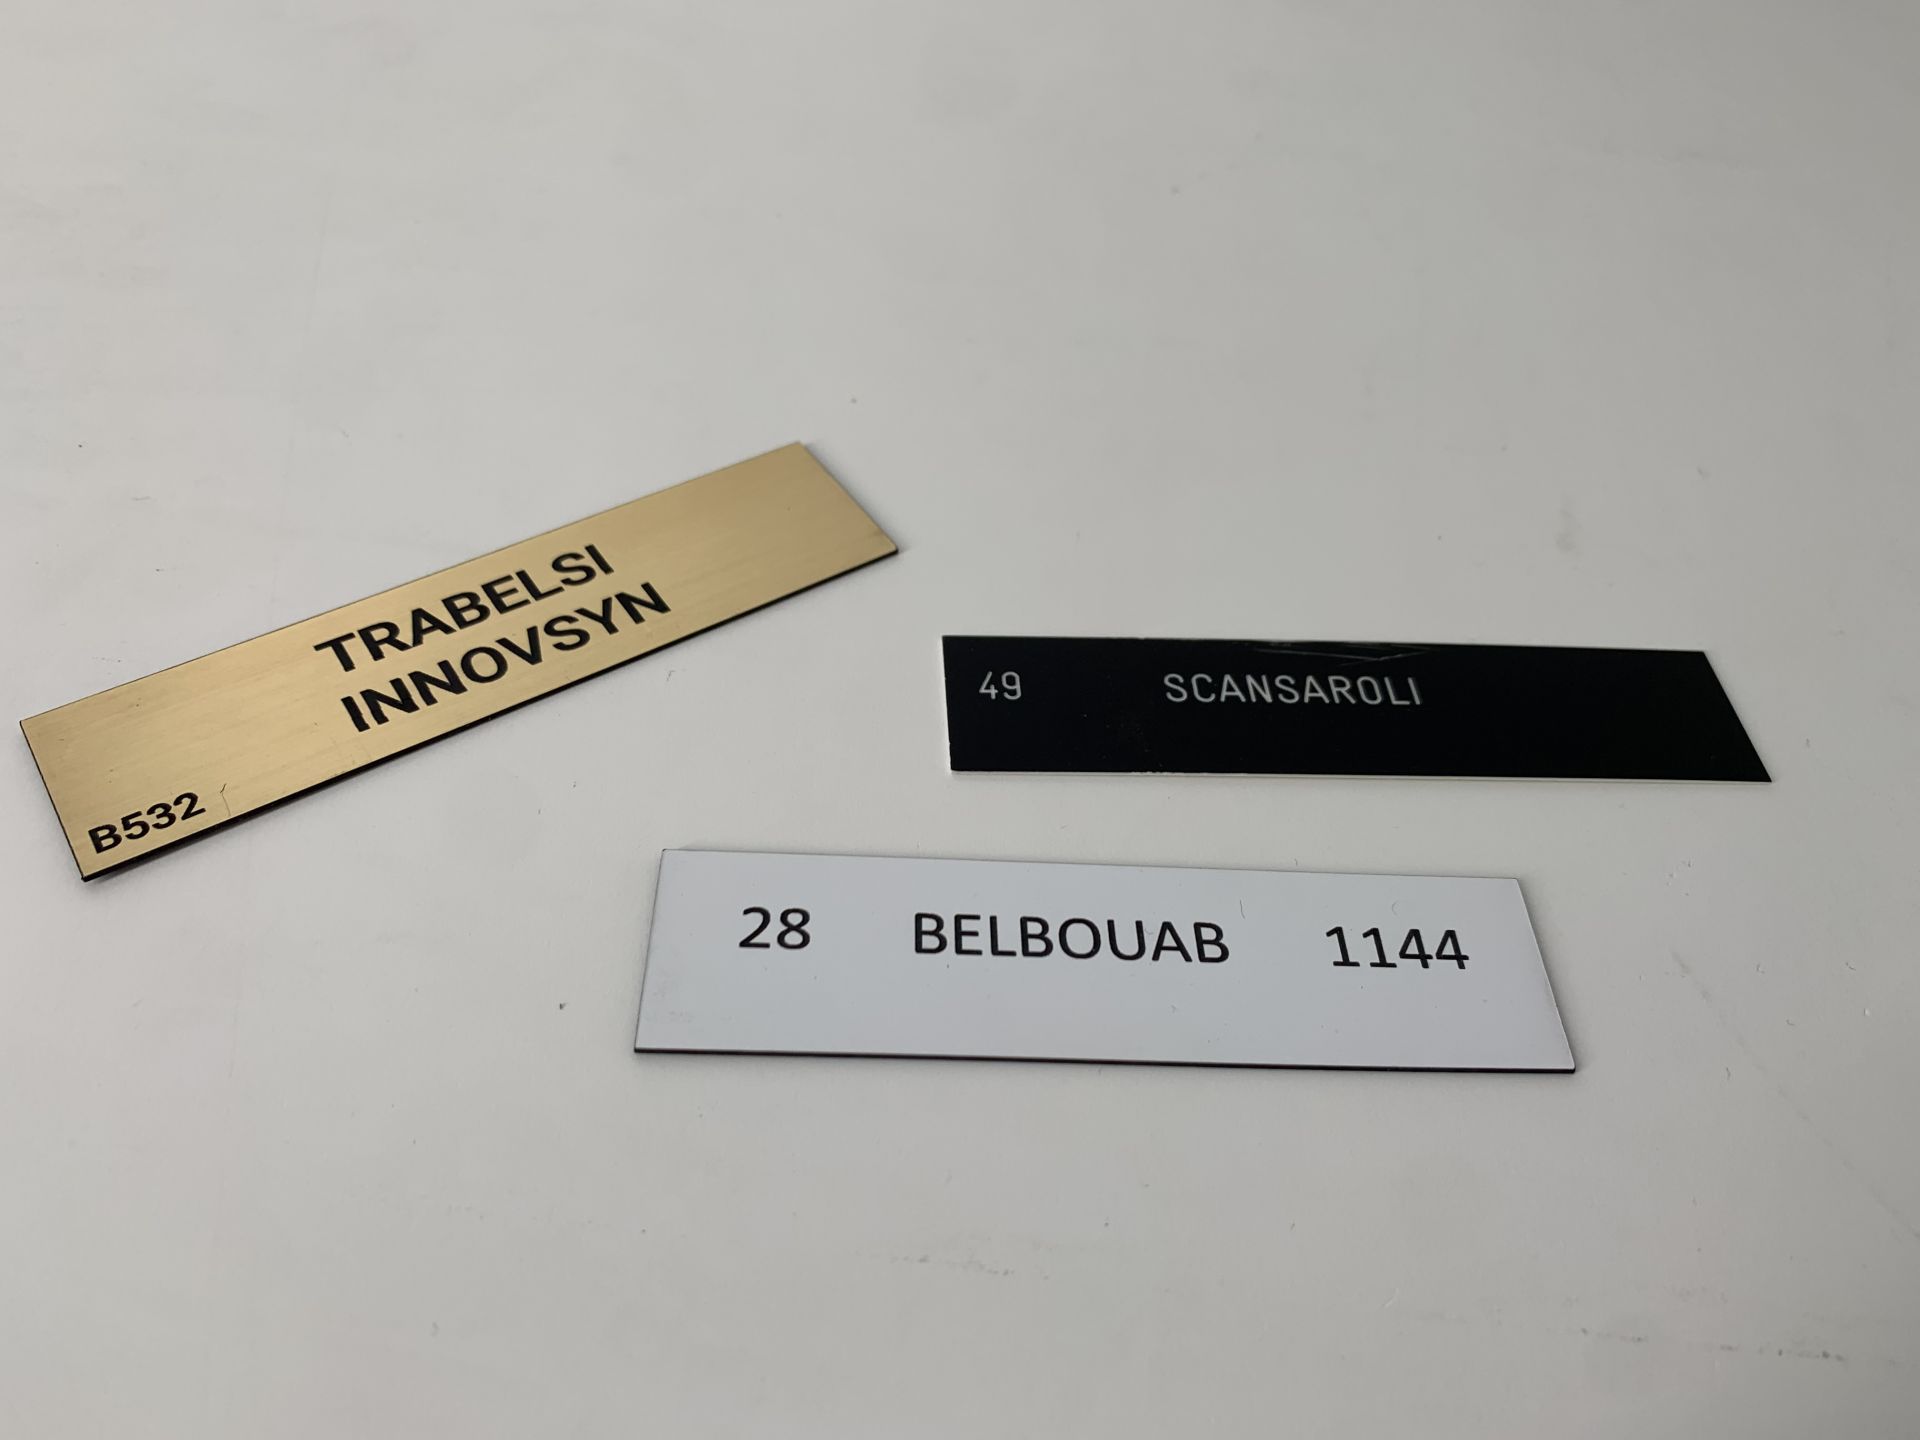 TRABELSI
INNOVSYN
B532
49 SCANSAROLI
28 BELBOUAB 1144